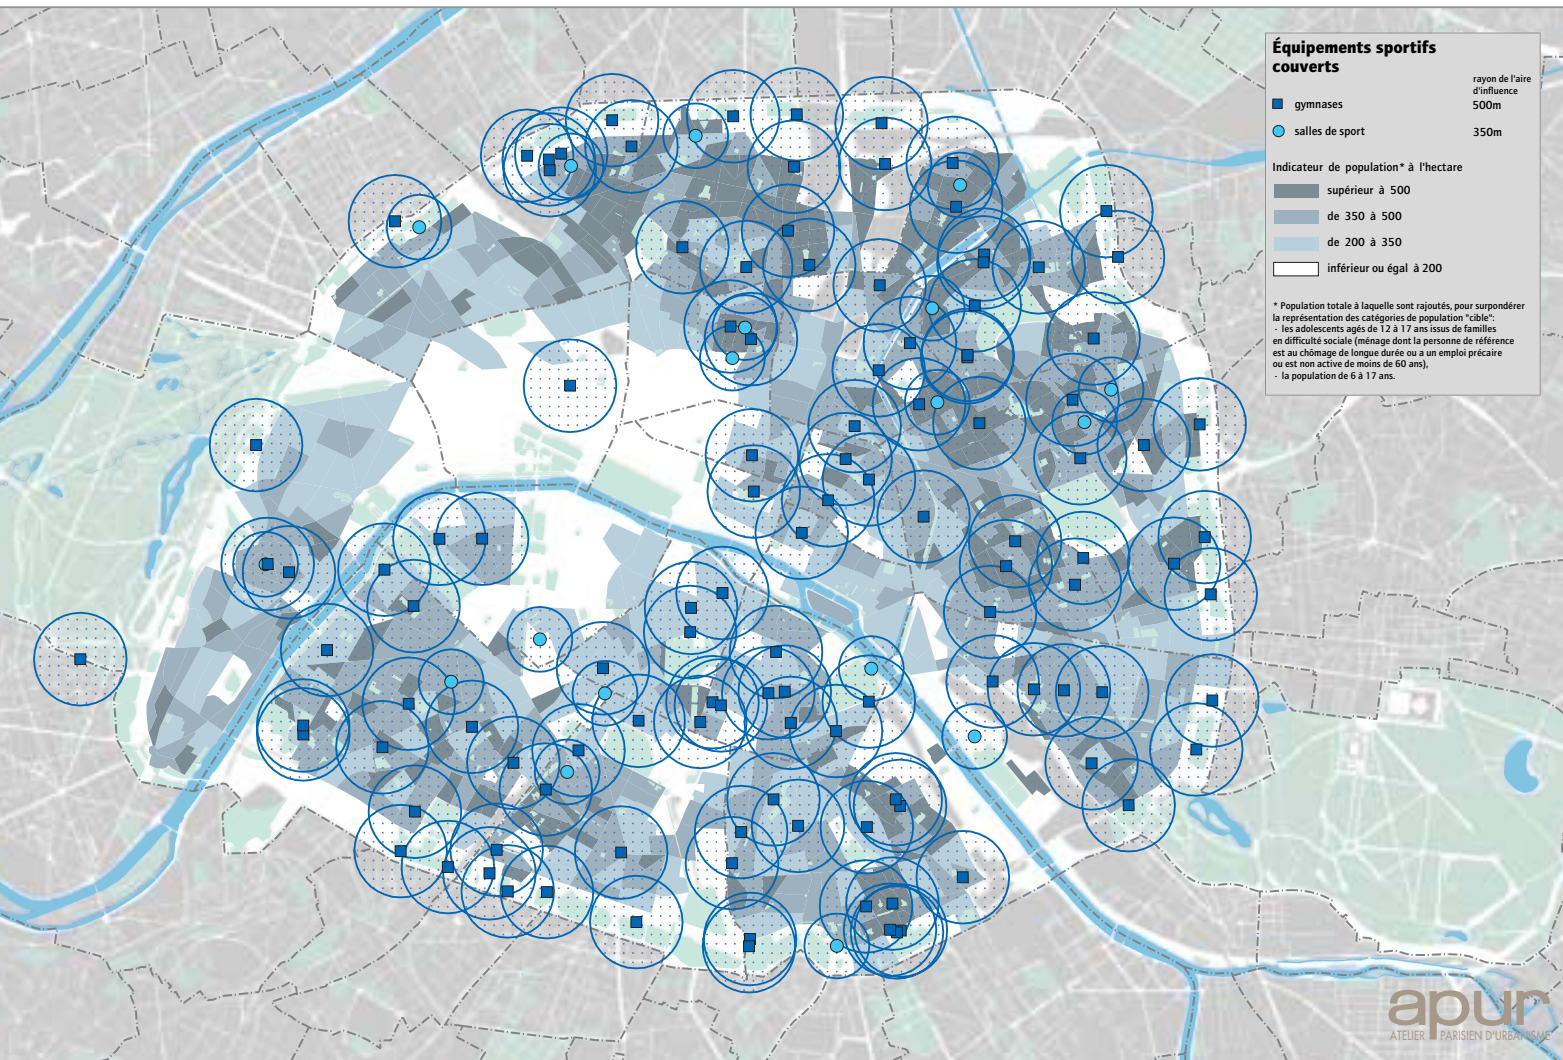 Équipements sportifs
couverts
rayon de l'aire
d'influence
gymnases 500m
salles de sport 350m
Indicateur de population* à l'hectare
supérieur à 500
de 350 à 500
de 200 à 350
inférieur ou égal à 200
* Population totale à laquelle sont rajoutés, pour surpondérer
la représentation des catégories de population "cible":
- les adolescents agés de 12 à 17 ans issus de familles
en difficulté sociale (ménage dont la personne de référence
est au chômage de longue durée ou a un emploi précaire
ou est non active de moins de 60 ans),
- la population de 6 à 17 ans.
apur
ATELIER PARISIEN D'URBANISME